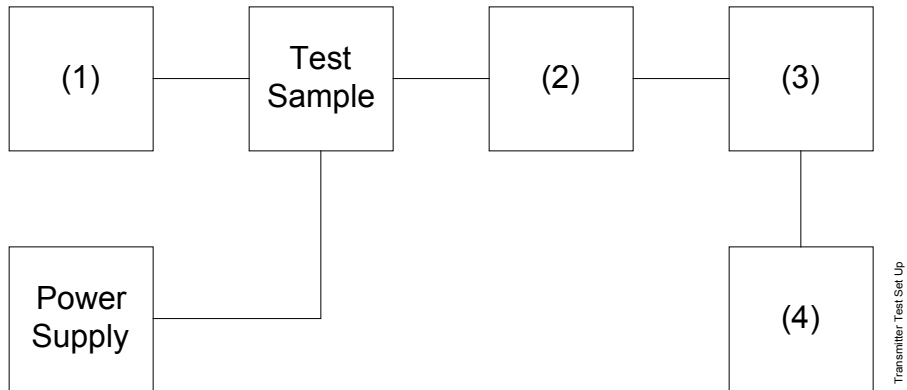 (1)
Test
Sample
(2)
(3)
Power
Supply
(4)
Transmitter Test Set Up